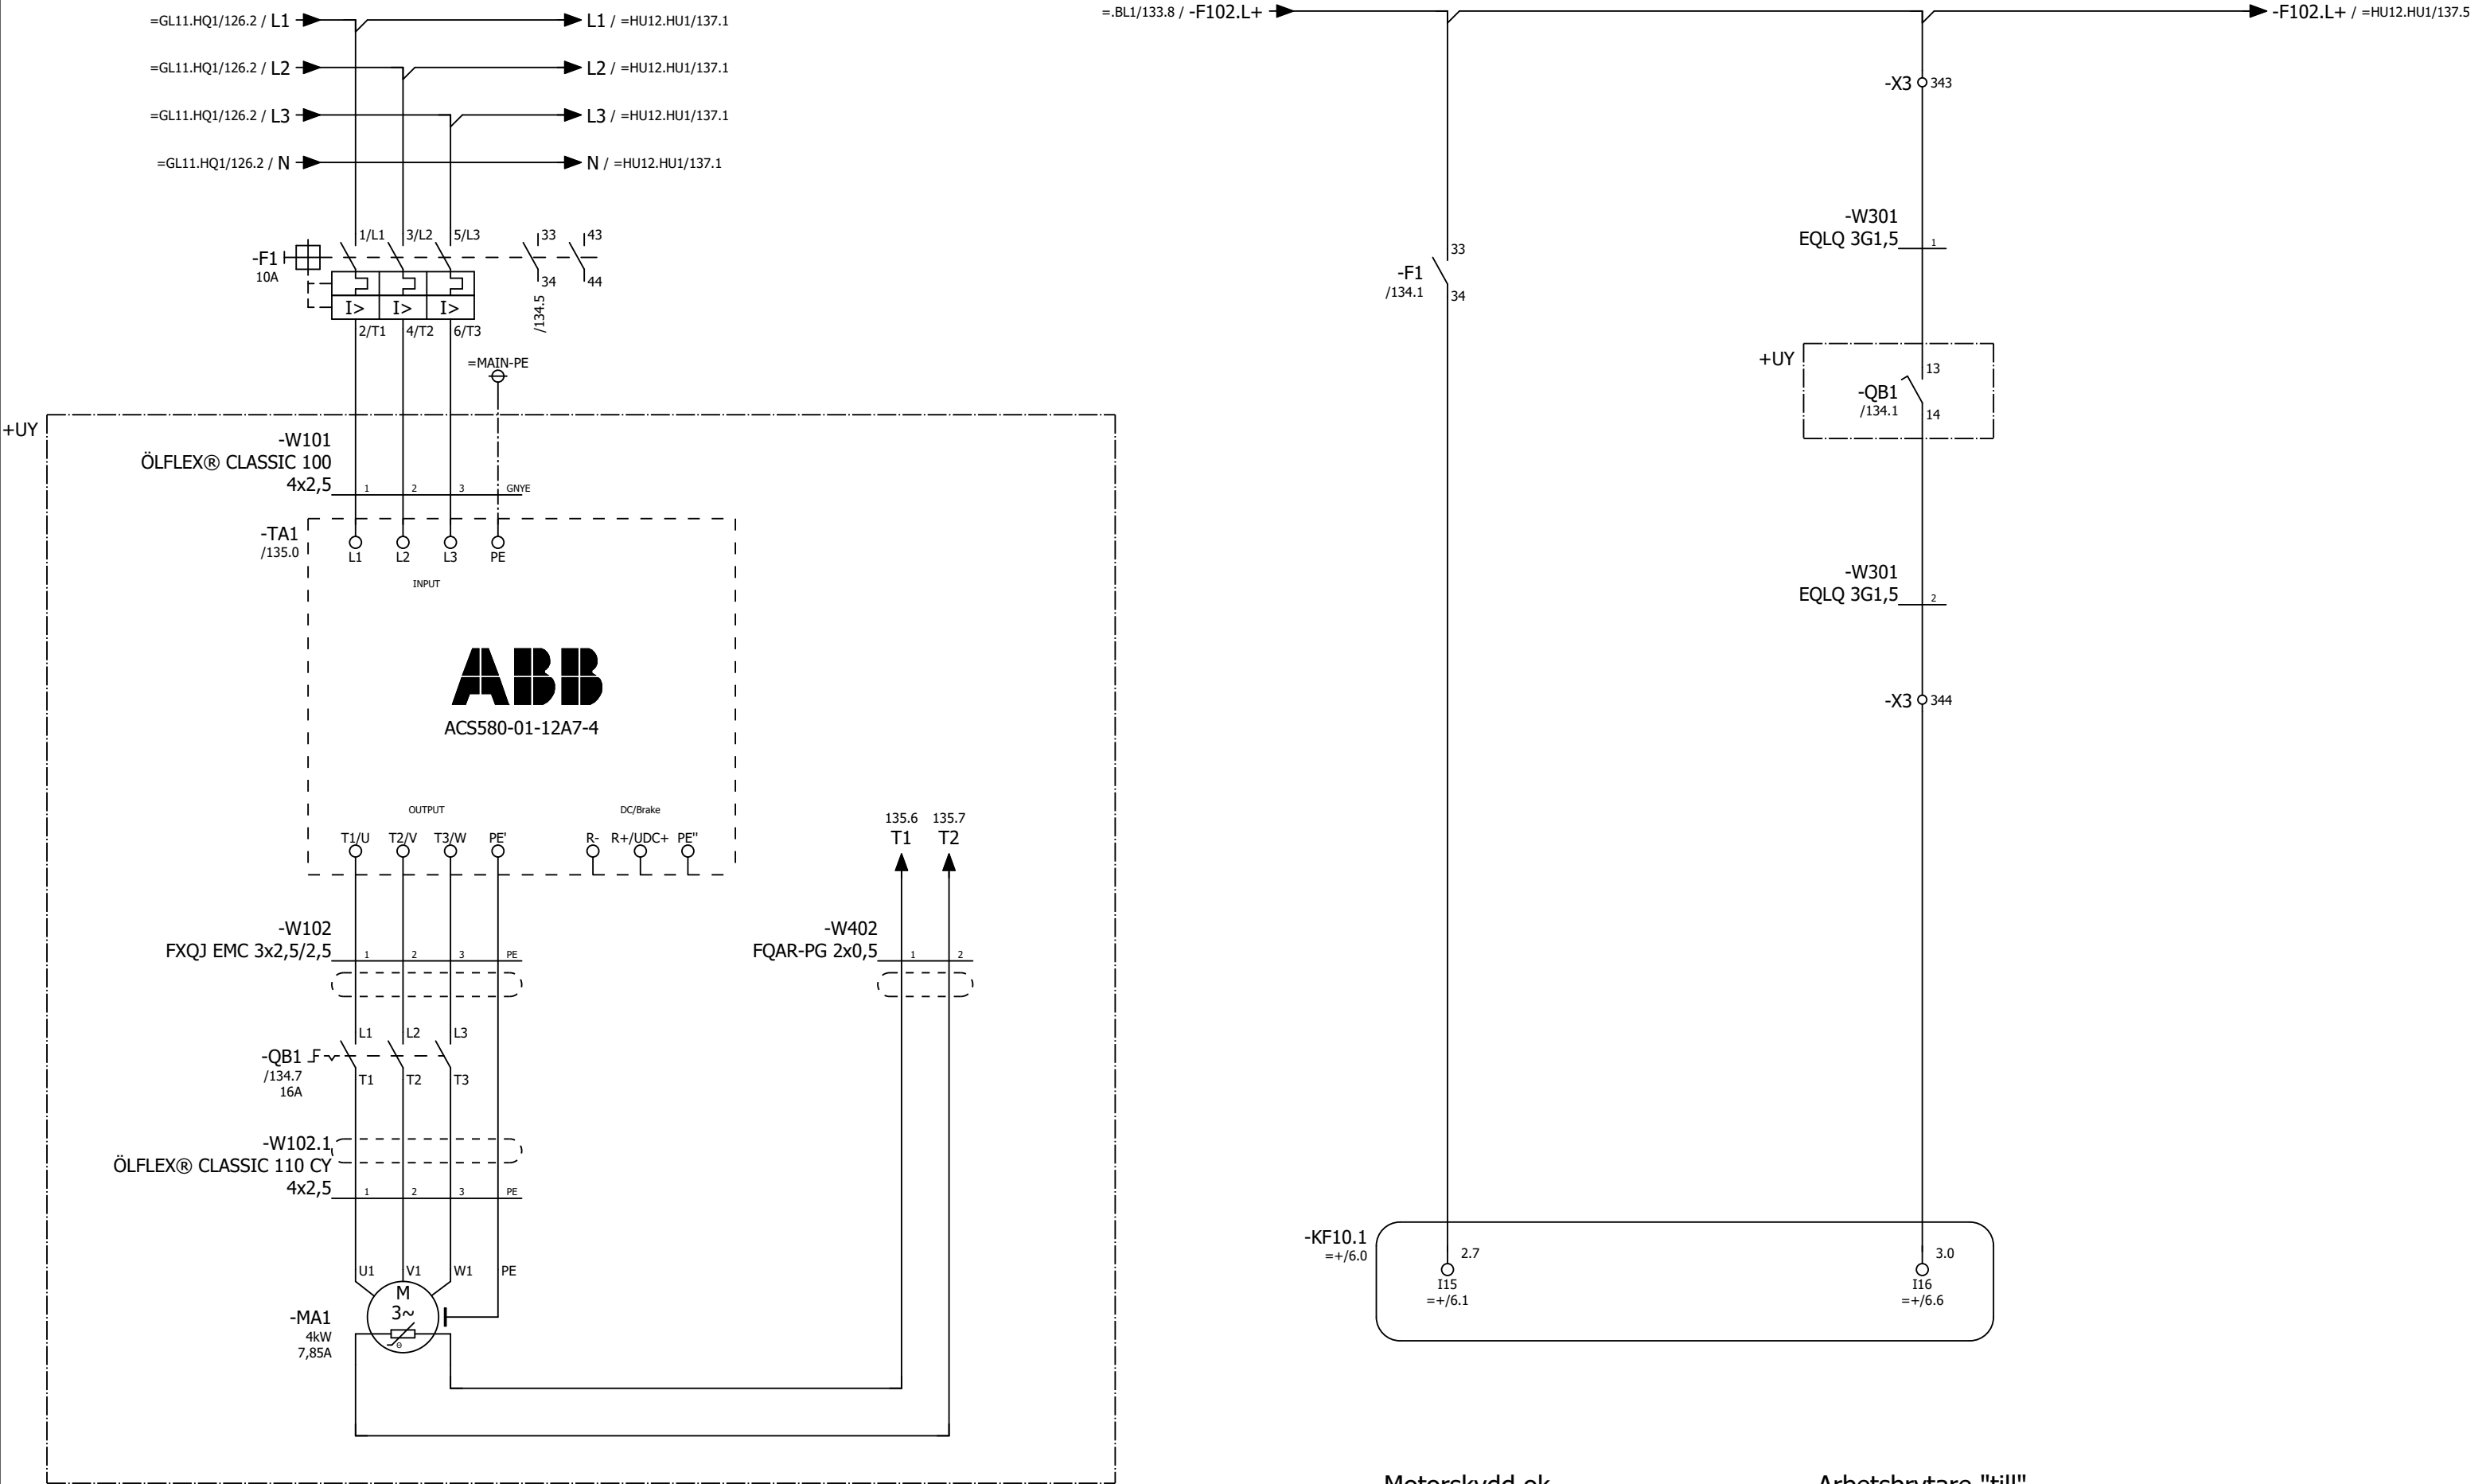 =GL11.HQ1/126.2 / L1
L1 / =HU12.HU1/137.1
=GL11.HQ1/126.2 / L2
L2 / =HU12.HU1/137.1
=GL11.HQ1/126.2 / L3
L3 / =HU12.HU1/137.1
=GL11.HQ1/126.2 / N
N / =HU12.HU1/137.1
-F1
10A
1/L1
3/L2
5/L3
33
43
34
44
/134.5
I>
I>
I>
2/T1
4/T2
6/T3
=MAIN-PE
+UY
-W101
ÖLFLEX® CLASSIC 100
4x2,5
1
2
3
GNYE
-TA1
/135.0
L1
L2
L3
PE
INPUT
ABB
ACS580-01-12A7-4
OUTPUT
DC/Brake
T1/U
T2/V
T3/W
PE'
R-
R+/UDC+
PE"
135.6
135.7
T1
T2
-W102
FXQJ EMC 3x2,5/2,5
1
2
3
PE
-W402
FQAR-PG 2x0,5
1
2
-QB1
/134.7
16A
L1
L2
L3
T1
T2
T3
-W102.1
ÖLFLEX® CLASSIC 110 CY
4x2,5
1
2
3
PE
U1
V1
W1
PE
M
3~
Θ
-MA1
4kW
7,85A
=.BL1/133.8 / -F102.L+
-F102.L+ / =HU12.HU1/137.5
-X3
343
-W301
EQLQ 3G1,5
1
-F1
/134.1
33
34
+UY
-QB1
/134.1
13
14
-W301
EQLQ 3G1,5
2
-X3
344
-KF10.1
=+/6.0
2.7
I15
=+/6.1
3.0
I16
=+/6.6
Motorskydd ok
Arbetsbrytare "till"